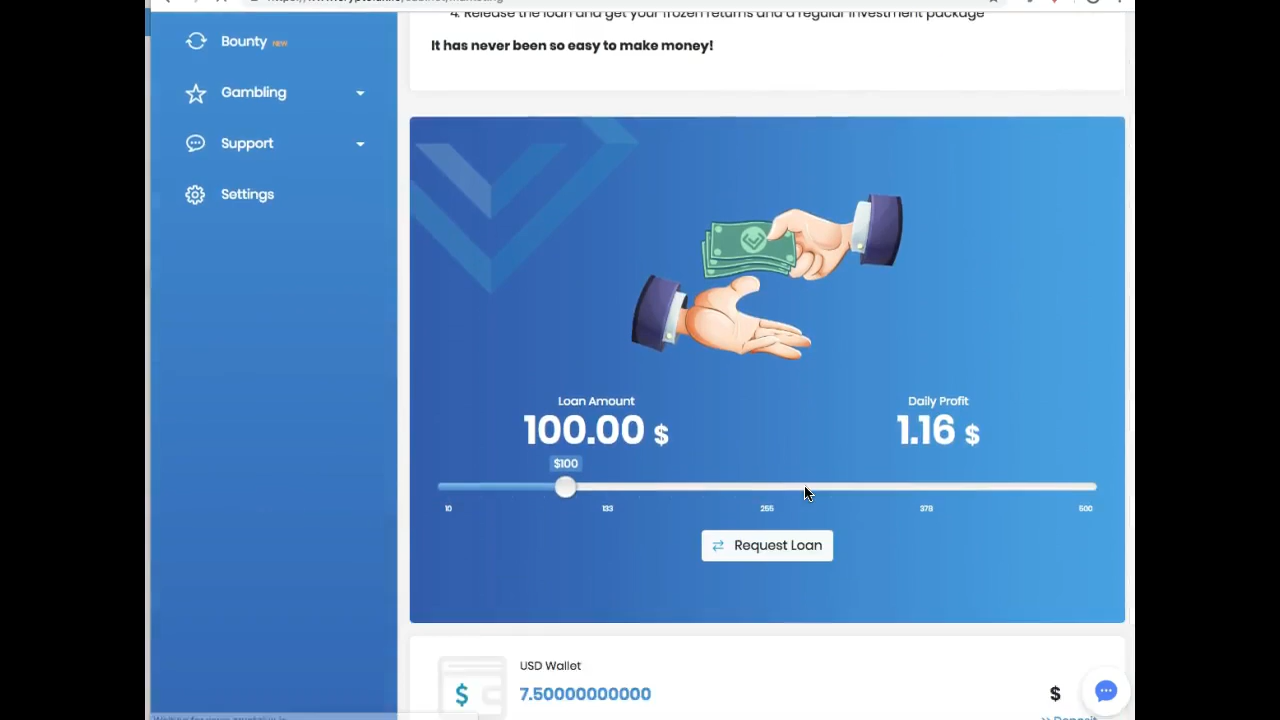 4. Release the loan and get your frozen returns and a regular investment package
Bounty NEW
It has never been so easy to make money!
Gambling
Support
Settings
Loan Amount
Daily Profit
100.00 $
1.16 $
$100
10 133 255 378 500
Request Loan
USD Wallet
7.50000000000
$
$
>> Deposit